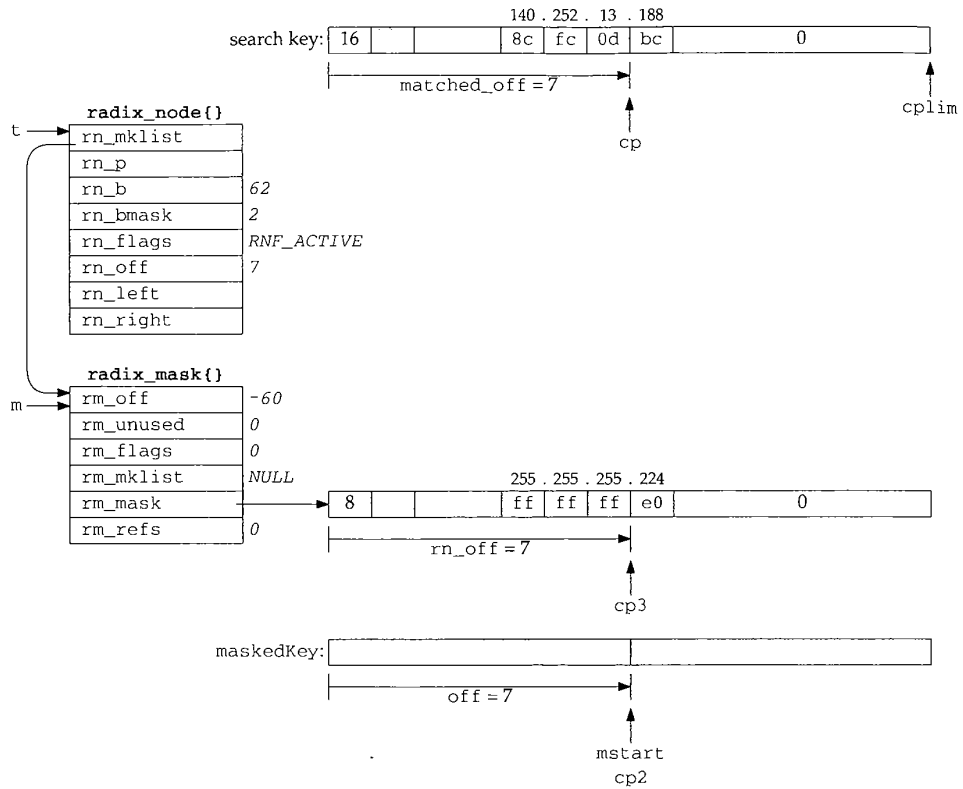 140 . 252 . 13 . 188
search key: 16 8c fc 0d bc 0
matched_off = 7
cp
cplim
radix_node{}
t
rn_mklist
rn_p
rn_b 62
rn_bmask 2
rn_flags RNF_ACTIVE
rn_off 7
rn_left
rn_right
radix_mask{}
m
rm_off -60
rm_unused 0
rm_flags 0
rm_mklist NULL
255 . 255 . 255 . 224
rm_mask 8 ff ff ff e0 0
rm_refs 0
rn_off = 7
cp3
maskedKey:
off = 7
mstart
cp2